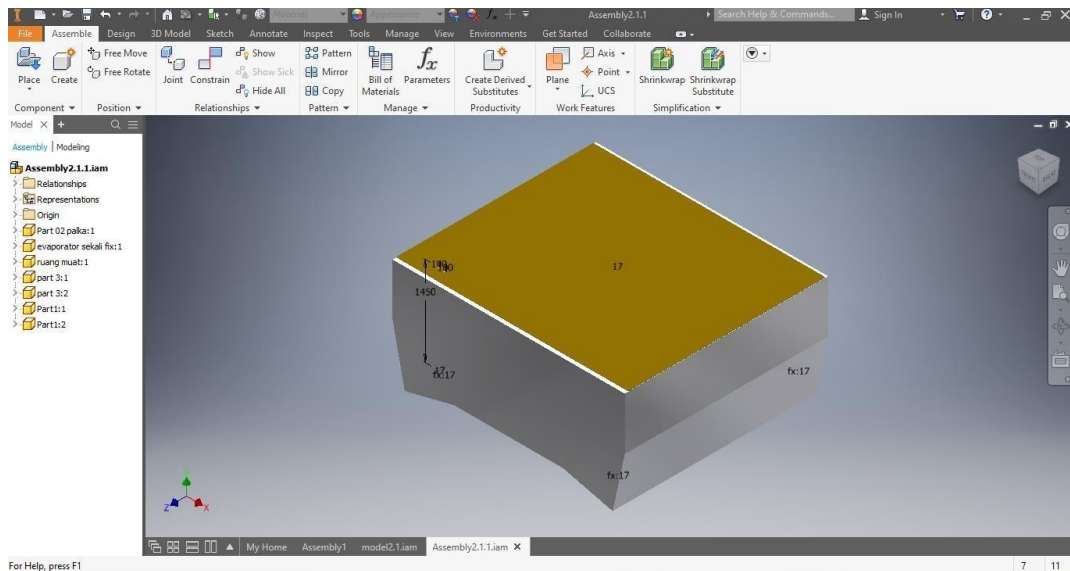 Material
Appearance
Assembly2.1.1
Search Help & Commands...
Sign In
File Assemble Design 3D Model Sketch Annotate Inspect Tools Manage View Environments Get Started Collaborate
Place
Create
Free Move
Free Rotate
Joint
Constrain
Show
Show Sick
Hide All
Pattern
Mirror
Copy
Bill of
Materials
Parameters
Create Derived
Substitutes
Plane
Axis
Point
UCS
Shrinkwrap
Shrinkwrap
Substitute
Component Position Relationships Pattern Manage Productivity Work Features Simplification
Model
Assembly | Modeling
Assembly2.1.1.iam
Relationships
Representations
Origin
Part 02 palka:1
evaporator sekali fix:1
ruang muat:1
part 3:1
part 3:2
Part1:1
Part1:2
TOP
FRONT
RIGHT
17
1450
17
fx:17
fx:17
fx:17
Y
Z
X
My Home Assembly1 model2.1.iam Assembly2.1.1.iam
For Help, press F1
7 11